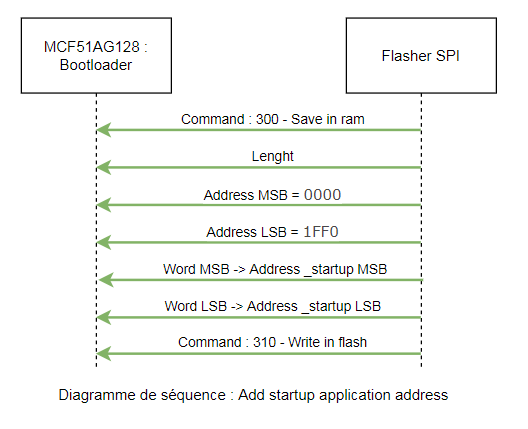 MCF51AG128 :
Bootloader
Flasher SPI
Command : 300 - Save in ram
Lenght
Address MSB = 0000
Address LSB = 1FF0
Word MSB -> Address _startup MSB
Word LSB -> Address _startup LSB
Command : 310 - Write in flash
Diagramme de séquence : Add startup application address